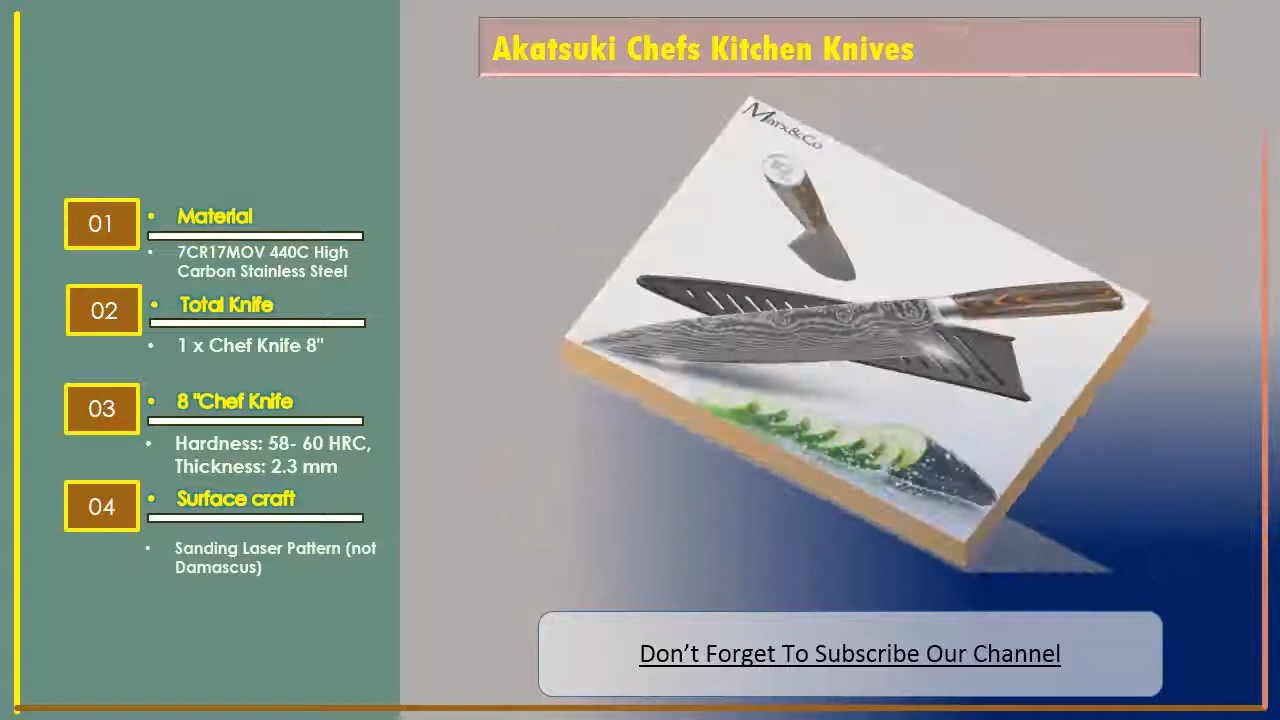 Akatsuki Chefs Kitchen Knives
Marx&Co
01
• Material
• 7CR17MOV 440C High
Carbon Stainless Steel
02
• Total Knife
• 1 x Chef Knife 8"
03
• 8 "Chef Knife
• Hardness: 58- 60 HRC,
Thickness: 2.3 mm
04
• Surface craft
• Sanding Laser Pattern (not
Damascus)
Don't Forget To Subscribe Our Channel